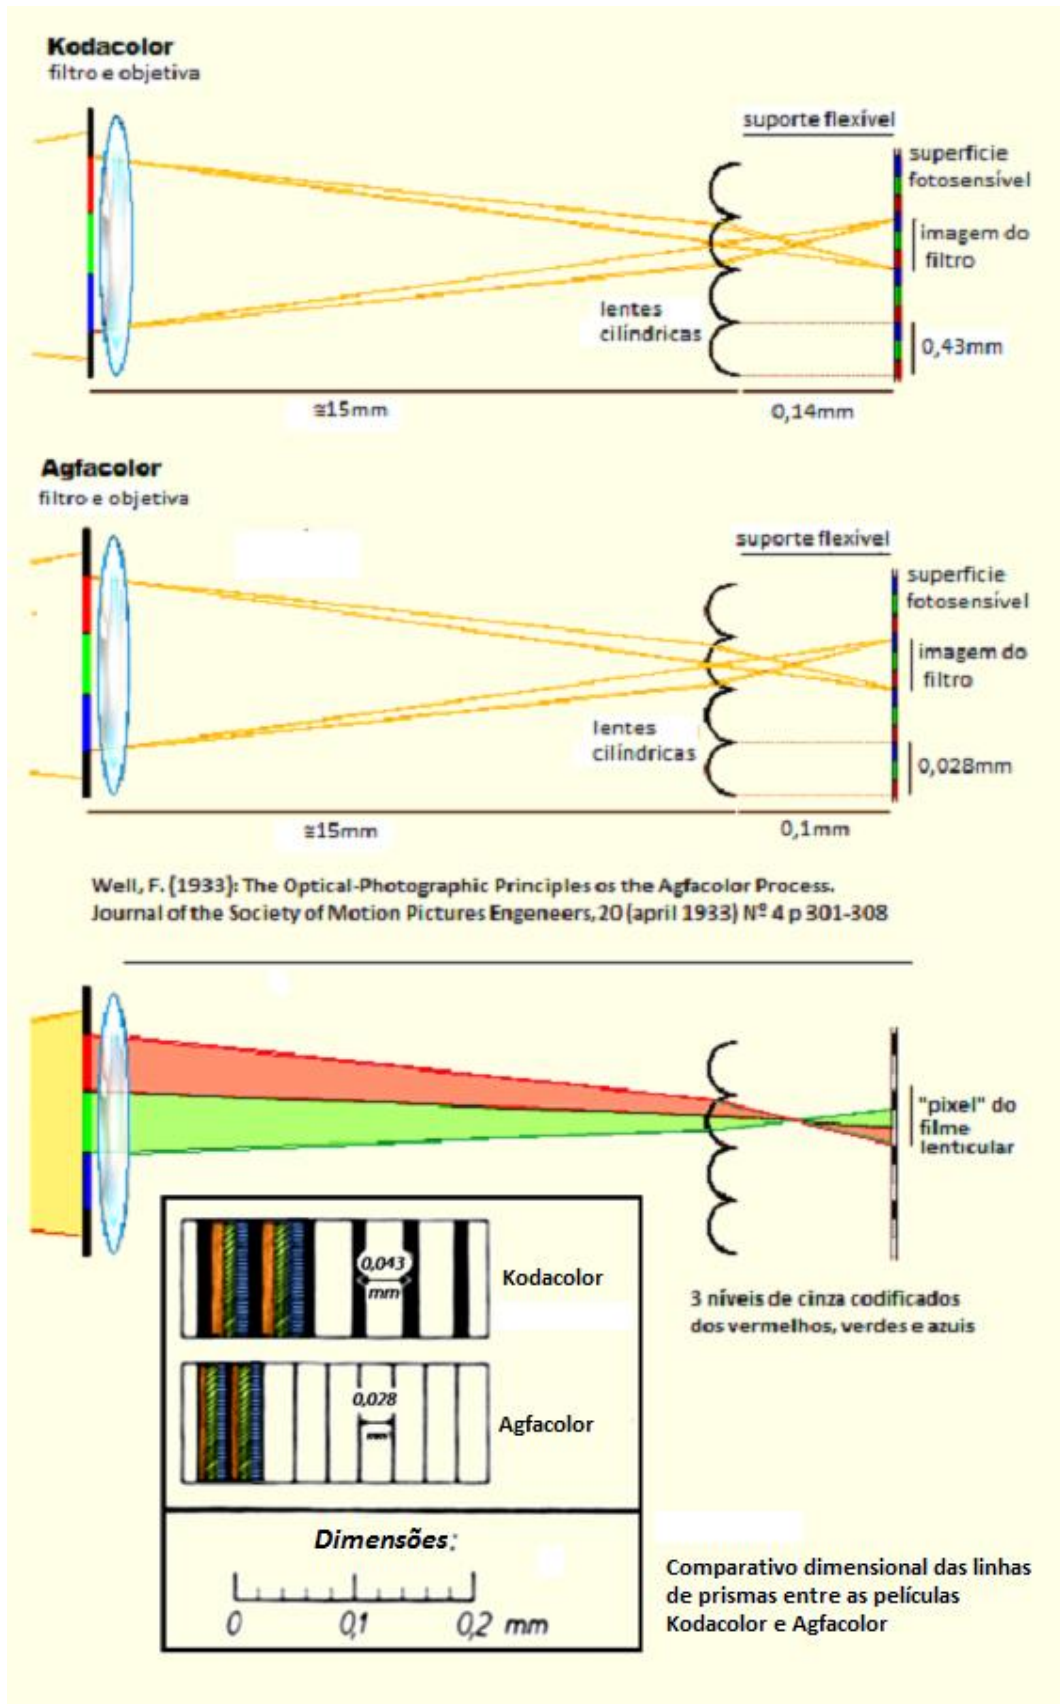 Kodacolor
filtro e objetiva
suporte flexível
superficie
fotosensível
imagem do
filtro
lentes
cilíndricas
0,43mm
≅15mm
0,14mm
Agfacolor
filtro e objetiva
suporte flexível
superficie
fotosensível
imagem do
filtro
lentes
cilíndricas
0,028mm
≅15mm
0,1mm
Well, F. (1933): The Optical-Photographic Principles os the Agfacolor Process.
Journal of the Society of Motion Pictures Engeneers, 20 (april 1933) Nº 4 p 301-308
"pixel" do
filme
lenticular
0,043
mm
Kodacolor
3 níveis de cinza codificados
dos vermelhos, verdes e azuis
0,028
mm
Agfacolor
Dimensões:
0 0,1 0,2 mm
Comparativo dimensional das linhas
de prismas entre as películas
Kodacolor e Agfacolor